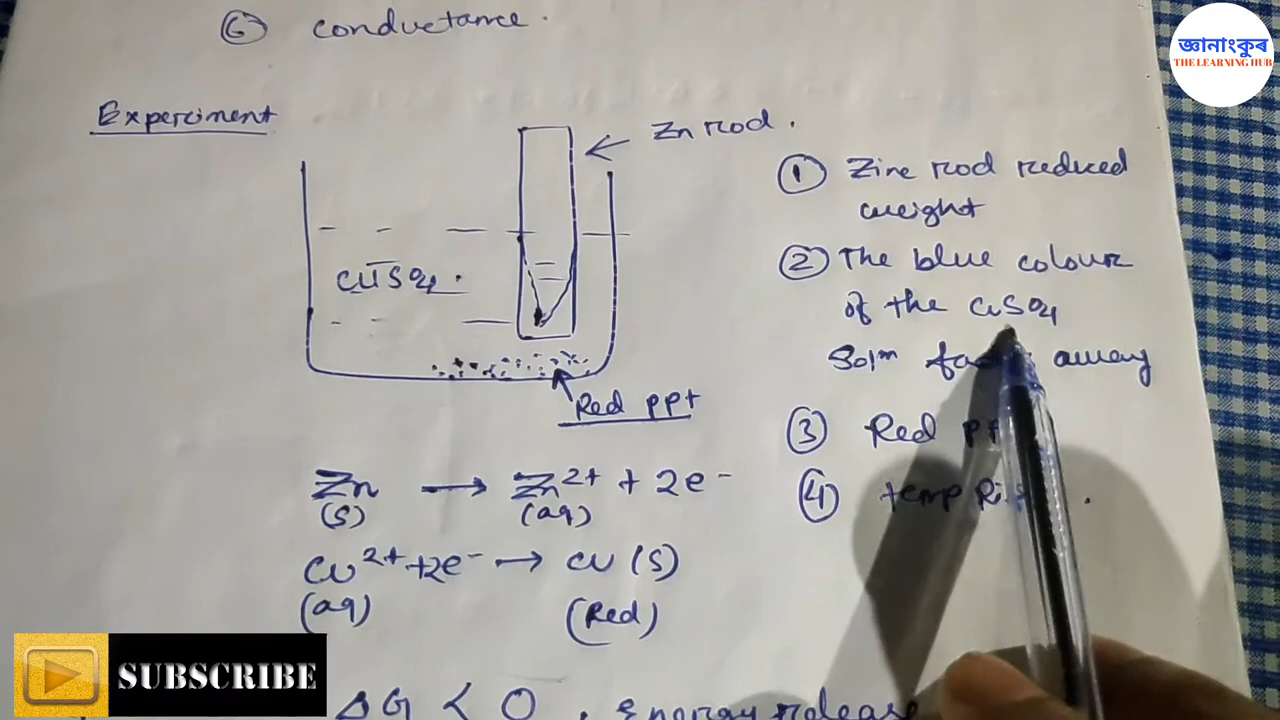 6 conductance.
জ্ঞানাংকুৰ
THE LEARNING HUB
Experiment
Zn rod.
CuSO4.
Red ppt
1 Zinc rod reduced
weight
2 The blue colour
of the CuSO4
Solm away
3 Red
4 temp
Zn → Zn2+ + 2e-
(s) (aq)
Cu2+ + 2e- → Cu (s)
(aq) (Red)
SUBSCRIBE
ΔG < 0, Energy release